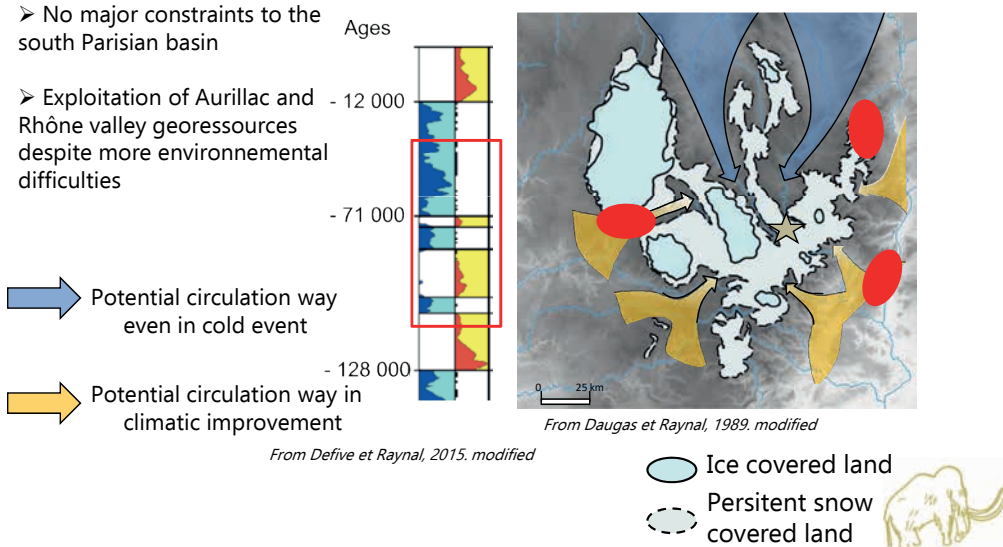 ➢ No major constraints to the
south Parisian basin
➢ Exploitation of Aurillac and
Rhône valley georessources
despite more environnemental
difficulties
Potential circulation way
even in cold event
Potential circulation way in
climatic improvement
Ages
- 12 000
- 71 000
- 128 000
From Defive et Raynal, 2015. modified
0 25 km
From Daugas et Raynal, 1989. modified
Ice covered land
Persitent snow
covered land